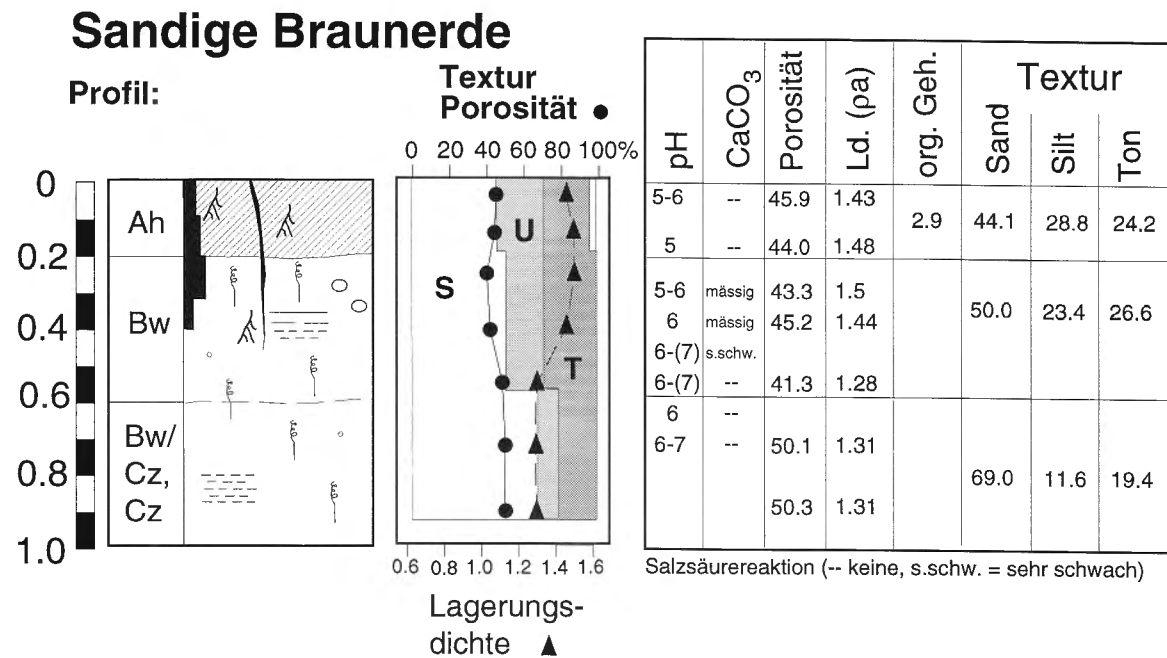 Sandige Braunerde
Profil:
0
0.2
0.4
0.6
0.8
1.0
Ah
Bw
Bw/
Cz,
Cz
Textur
Porosität ●
0 20 40 60 80 100%
S U T
0.6 0.8 1.0 1.2 1.4 1.6
Lagerungs-
dichte ▲
pH CaCO3 Porosität Ld. (ρa) org. Geh. Textur
Sand Silt Ton
5-6 -- 45.9 1.43
2.9 44.1 28.8 24.2
5 -- 44.0 1.48
5-6 mässig 43.3 1.5
50.0 23.4 26.6
6 mässig 45.2 1.44
6-(7) s.schw.
6-(7) -- 41.3 1.28
6 --
6-7 -- 50.1 1.31
69.0 11.6 19.4
50.3 1.31
Salzsäurereaktion (-- keine, s.schw. = sehr schwach)